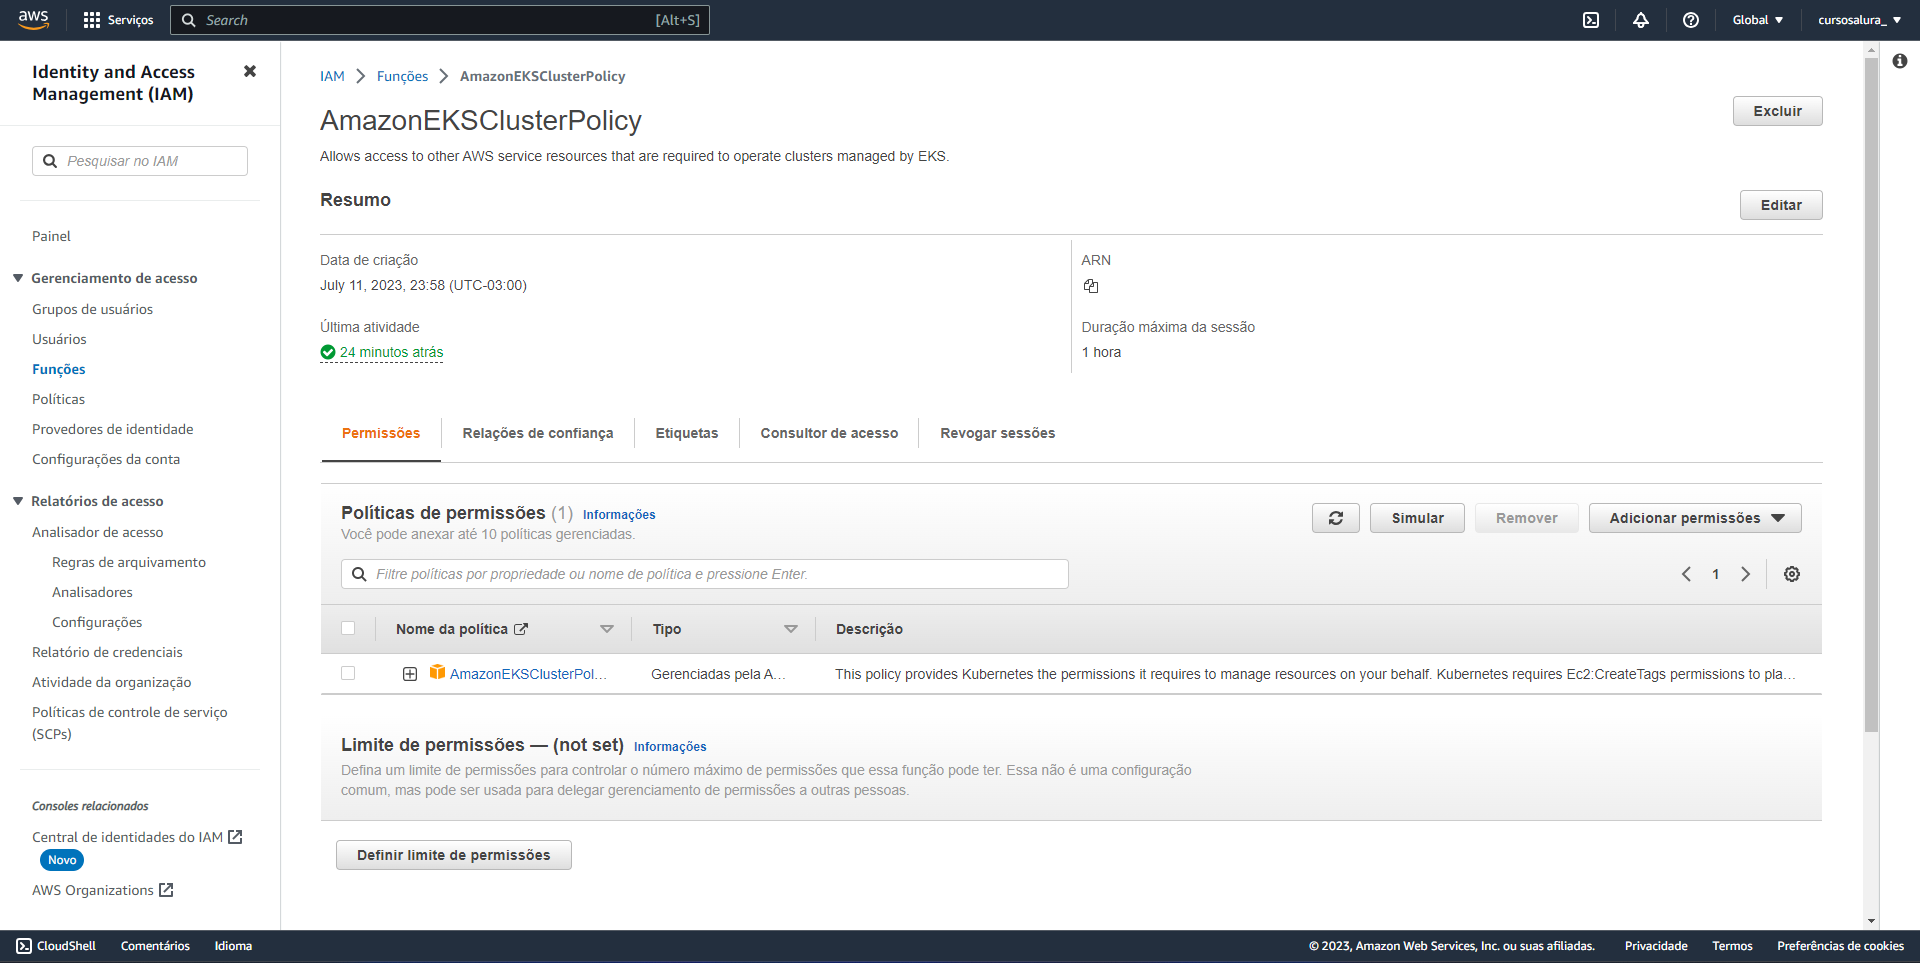 aws
Serviços
Search
[Alt+S]
Global
cursosalura_
Identity and Access
Management (IAM)
Pesquisar no IAM
Painel
Gerenciamento de acesso
Grupos de usuários
Usuários
Funções
Políticas
Provedores de identidade
Configurações da conta
Relatórios de acesso
Analisador de acesso
Regras de arquivamento
Analisadores
Configurações
Relatório de credenciais
Atividade da organização
Políticas de controle de serviço
(SCPs)
Consoles relacionados
Central de identidades do IAM
Novo
AWS Organizations
IAM
Funções
AmazonEKSClusterPolicy
AmazonEKSClusterPolicy
Excluir
Allows access to other AWS service resources that are required to operate clusters managed by EKS.
Resumo
Editar
Data de criação
July 11, 2023, 23:58 (UTC-03:00)
ARN
Última atividade
24 minutos atrás
Duração máxima da sessão
1 hora
Permissões
Relações de confiança
Etiquetas
Consultor de acesso
Revogar sessões
Políticas de permissões (1) Informações
Você pode anexar até 10 políticas gerenciadas.
Simular
Remover
Adicionar permissões
Filtre políticas por propriedade ou nome de política e pressione Enter.
1
Nome da política
Tipo
Descrição
AmazonEKSClusterPol…
Gerenciadas pela A…
This policy provides Kubernetes the permissions it requires to manage resources on your behalf. Kubernetes requires Ec2:CreateTags permissions to pla…
Limite de permissões — (not set) Informações
Defina um limite de permissões para controlar o número máximo de permissões que essa função pode ter. Essa não é uma configuração
comum, mas pode ser usada para delegar gerenciamento de permissões a outras pessoas.
Definir limite de permissões
CloudShell
Comentários
Idioma
© 2023, Amazon Web Services, Inc. ou suas afiliadas.
Privacidade
Termos
Preferências de cookies